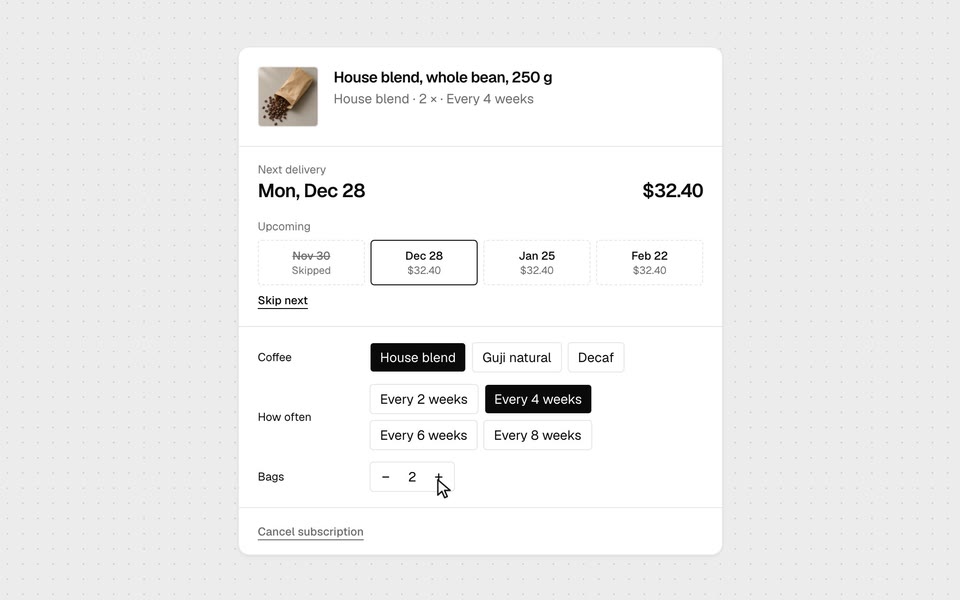 House blend, whole bean, 250 g
House blend · 2 × · Every 4 weeks
Next delivery
Mon, Dec 28
$32.40
Upcoming
Nov 30
Skipped
Dec 28
$32.40
Jan 25
$32.40
Feb 22
$32.40
Skip next
Coffee
House blend
Guji natural
Decaf
How often
Every 2 weeks
Every 4 weeks
Every 6 weeks
Every 8 weeks
Bags
− 2 +
Cancel subscription